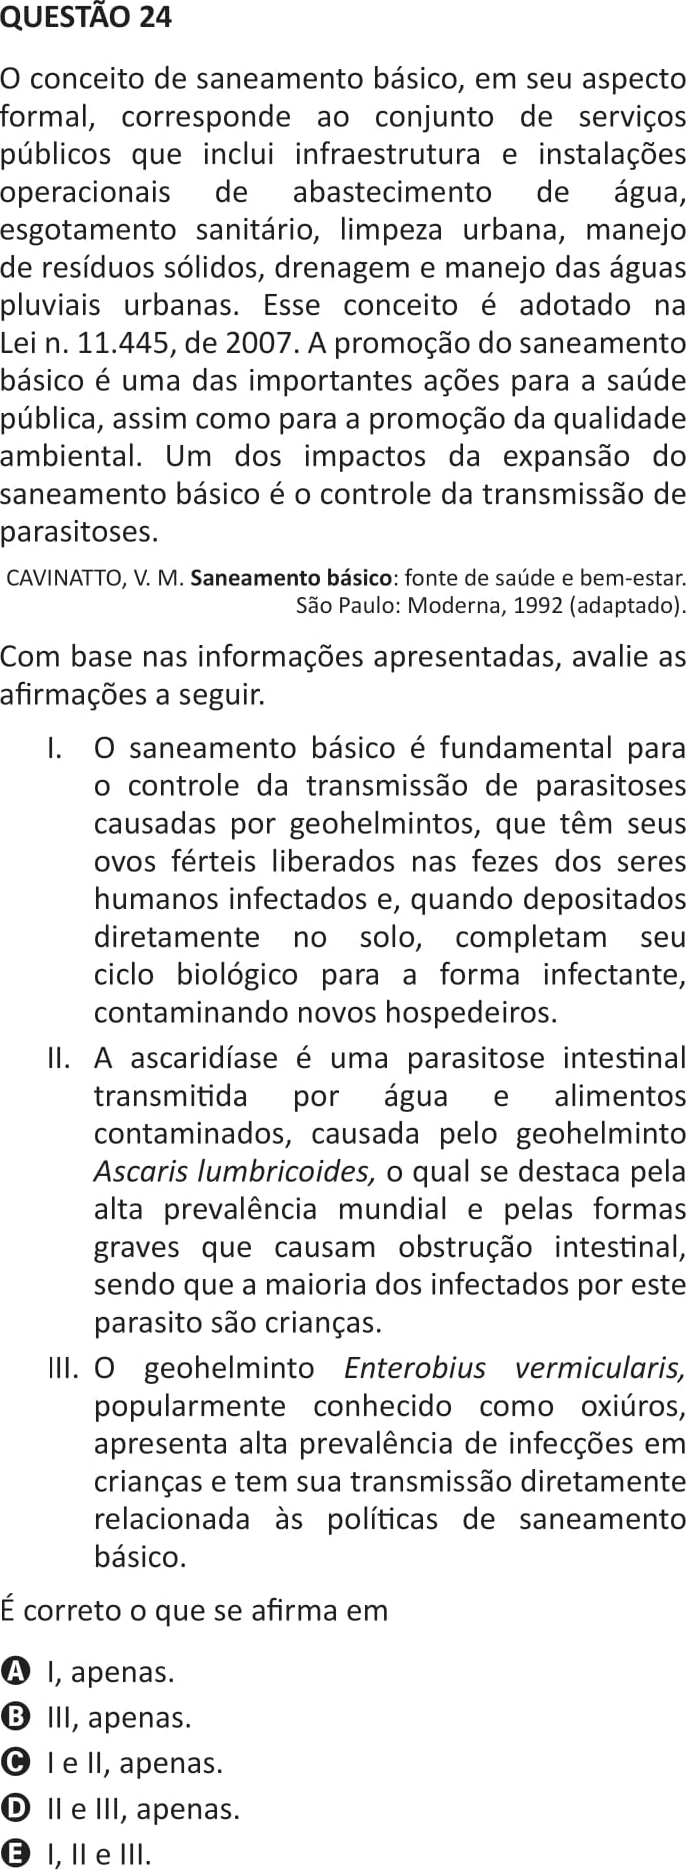 QUESTÃO 24
O conceito de saneamento básico, em seu aspecto
formal, corresponde ao conjunto de serviços
públicos que inclui infraestrutura e instalações
operacionais de abastecimento de água,
esgotamento sanitário, limpeza urbana, manejo
de resíduos sólidos, drenagem e manejo das águas
pluviais urbanas. Esse conceito é adotado na
Lei n. 11.445, de 2007. A promoção do saneamento
básico é uma das importantes ações para a saúde
pública, assim como para a promoção da qualidade
ambiental. Um dos impactos da expansão do
saneamento básico é o controle da transmissão de
parasitoses.
CAVINATTO, V. M. Saneamento básico: fonte de saúde e bem-estar.
São Paulo: Moderna, 1992 (adaptado).
Com base nas informações apresentadas, avalie as
afirmações a seguir.
I. O saneamento básico é fundamental para
o controle da transmissão de parasitoses
causadas por geohelmintos, que têm seus
ovos férteis liberados nas fezes dos seres
humanos infectados e, quando depositados
diretamente no solo, completam seu
ciclo biológico para a forma infectante,
contaminando novos hospedeiros.
II. A ascaridíase é uma parasitose intestinal
transmitida por água e alimentos
contaminados, causada pelo geohelminto
Ascaris lumbricoides, o qual se destaca pela
alta prevalência mundial e pelas formas
graves que causam obstrução intestinal,
sendo que a maioria dos infectados por este
parasito são crianças.
III. O geohelminto Enterobius vermicularis,
popularmente conhecido como oxiúros,
apresenta alta prevalência de infecções em
crianças e tem sua transmissão diretamente
relacionada às políticas de saneamento
básico.
É correto o que se afirma em
A I, apenas.
B III, apenas.
C I e II, apenas.
D II e III, apenas.
E I, II e III.